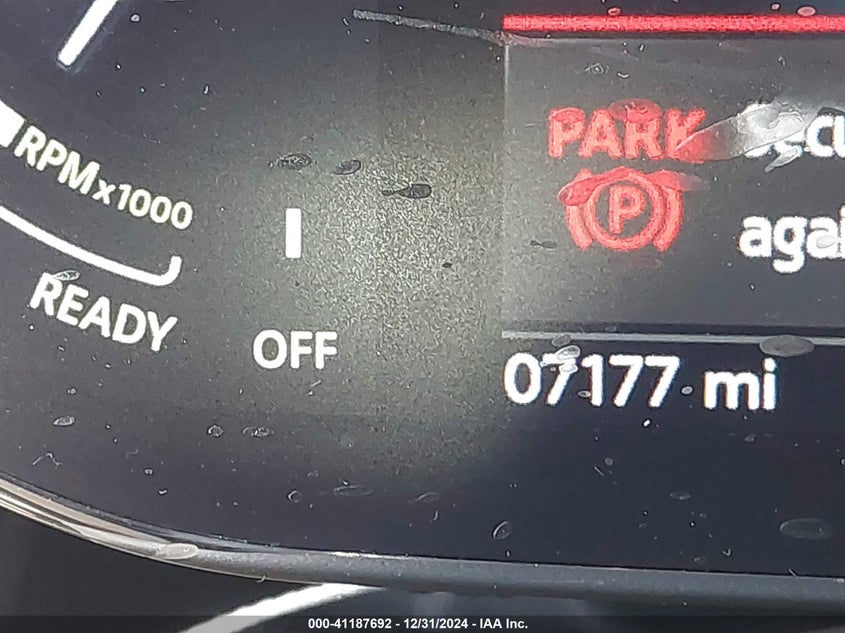 RPMx1000
READY
OFF
PARK
P
agai
07177 mi
000-41187692 - 12/31/2024 - IAA Inc.